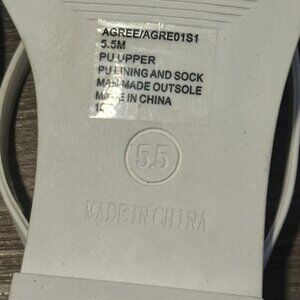 AGREE/AGRE01S1
5.5M
PU UPPER
PU LINING AND SOCK
MAN MADE OUTSOLE
MADE IN CHINA
5.5
MADE IN CHINA